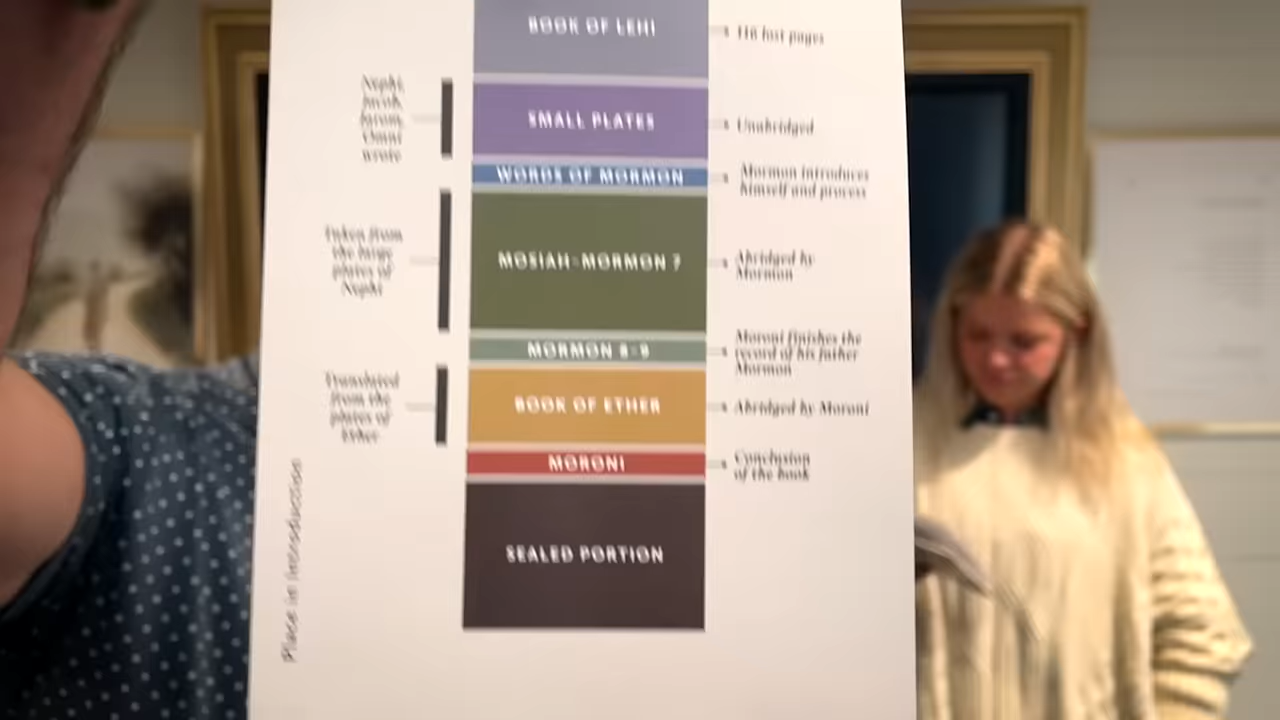 BOOK OF LEHI
116 lost pages
Nephi
Jacob
Jarom,
Omni
wrote
SMALL PLATES
Unabridged
WORDS OF MORMON
Mormon introduces
himself and process
Taken from
the large
plates of
Nephi
MOSIAH-MORMON 7
Abridged by
Mormon
MORMON 8-9
Moroni finishes the
record of his father
Mormon
Translated
from the
plates of
Ether
BOOK OF ETHER
Abridged by Moroni
MORONI
Conclusion
of the book
SEALED PORTION
Place in introduction